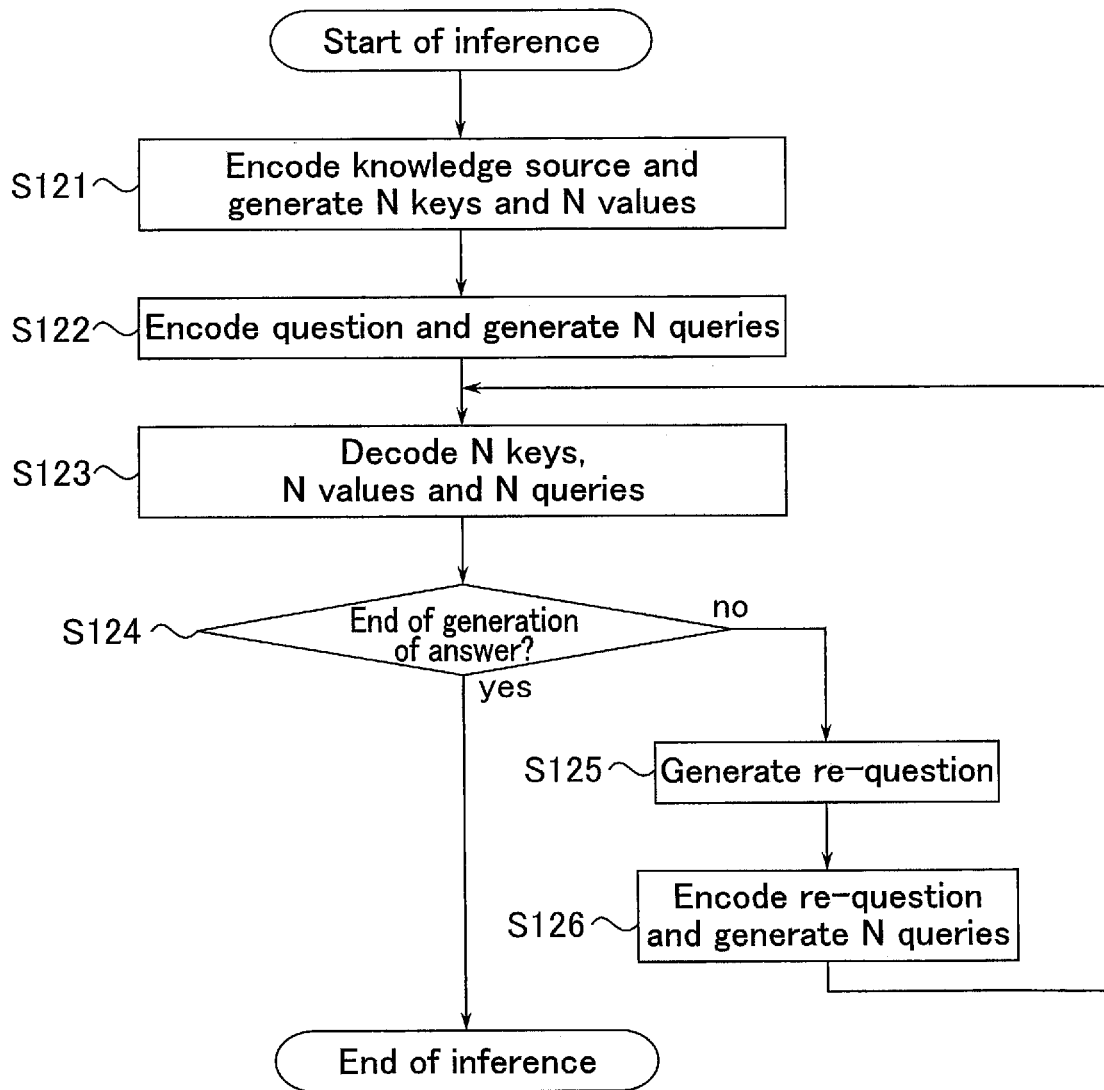 Start of inference
S121
Encode knowledge source and
generate N keys and N values
S122
Encode question and generate N queries
S123
Decode N keys,
N values and N queries
S124
End of generation
of answer?
no
yes
S125
Generate re-question
S126
Encode re-question
and generate N queries
End of inference